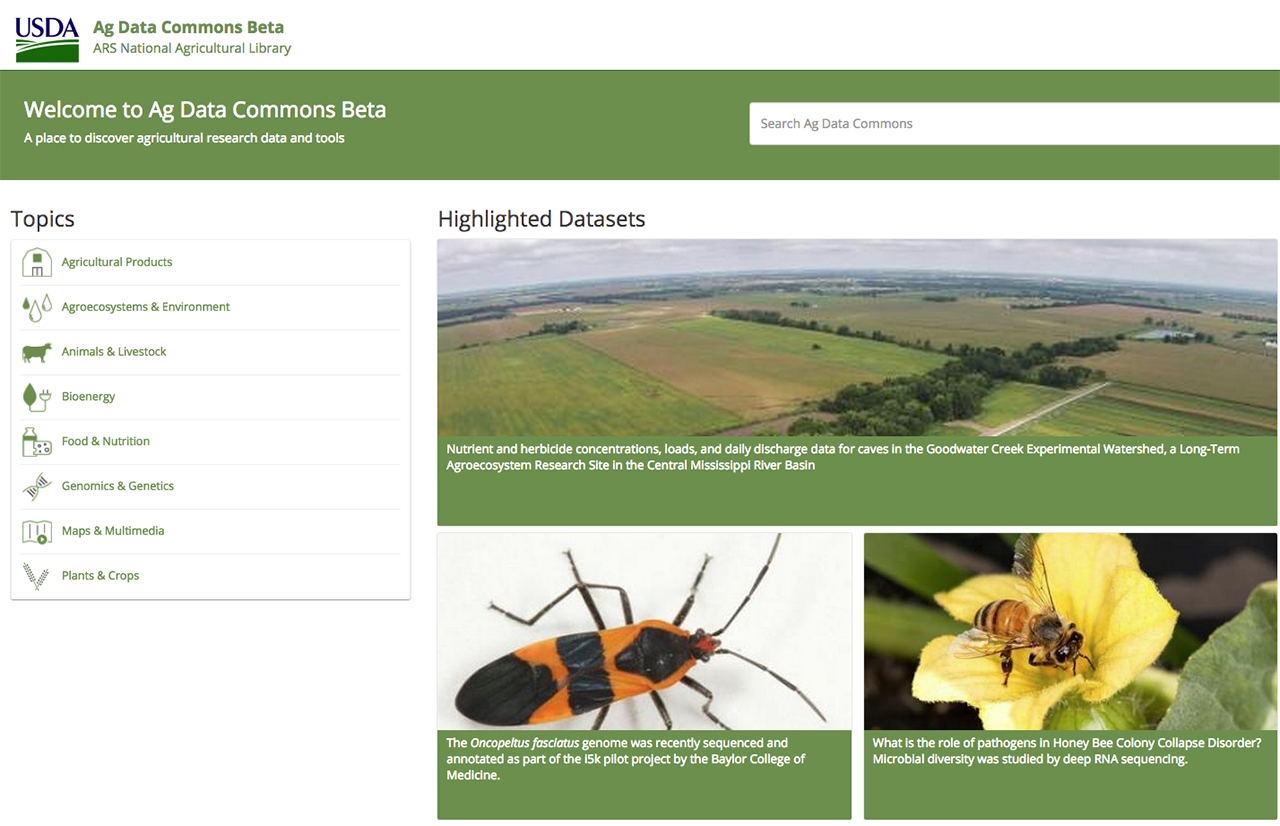 USDA
Ag Data Commons Beta
ARS National Agricultural Library
Welcome to Ag Data Commons Beta
A place to discover agricultural research data and tools
Search Ag Data Commons
Topics
Agricultural Products
Agroecosystems & Environment
Animals & Livestock
Bioenergy
Food & Nutrition
Genomics & Genetics
Maps & Multimedia
Plants & Crops
Highlighted Datasets
Nutrient and herbicide concentrations, loads, and daily discharge data for caves in the Goodwater Creek Experimental Watershed, a Long-Term
Agroecosystem Research Site in the Central Mississippi River Basin
The Oncopeltus fasciatus genome was recently sequenced and
annotated as part of the i5k pilot project by the Baylor College of
Medicine.
What is the role of pathogens in Honey Bee Colony Collapse Disorder?
Microbial diversity was studied by deep RNA sequencing.